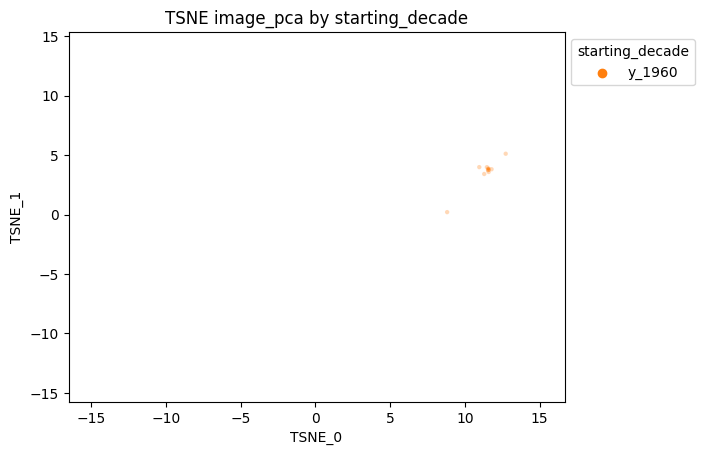 TSNE image_pca by starting_decade
starting_decade
y_1960
15
10
5
0
−5
−10
−15
TSNE_1
−15 −10 −5 0 5 10 15
TSNE_0